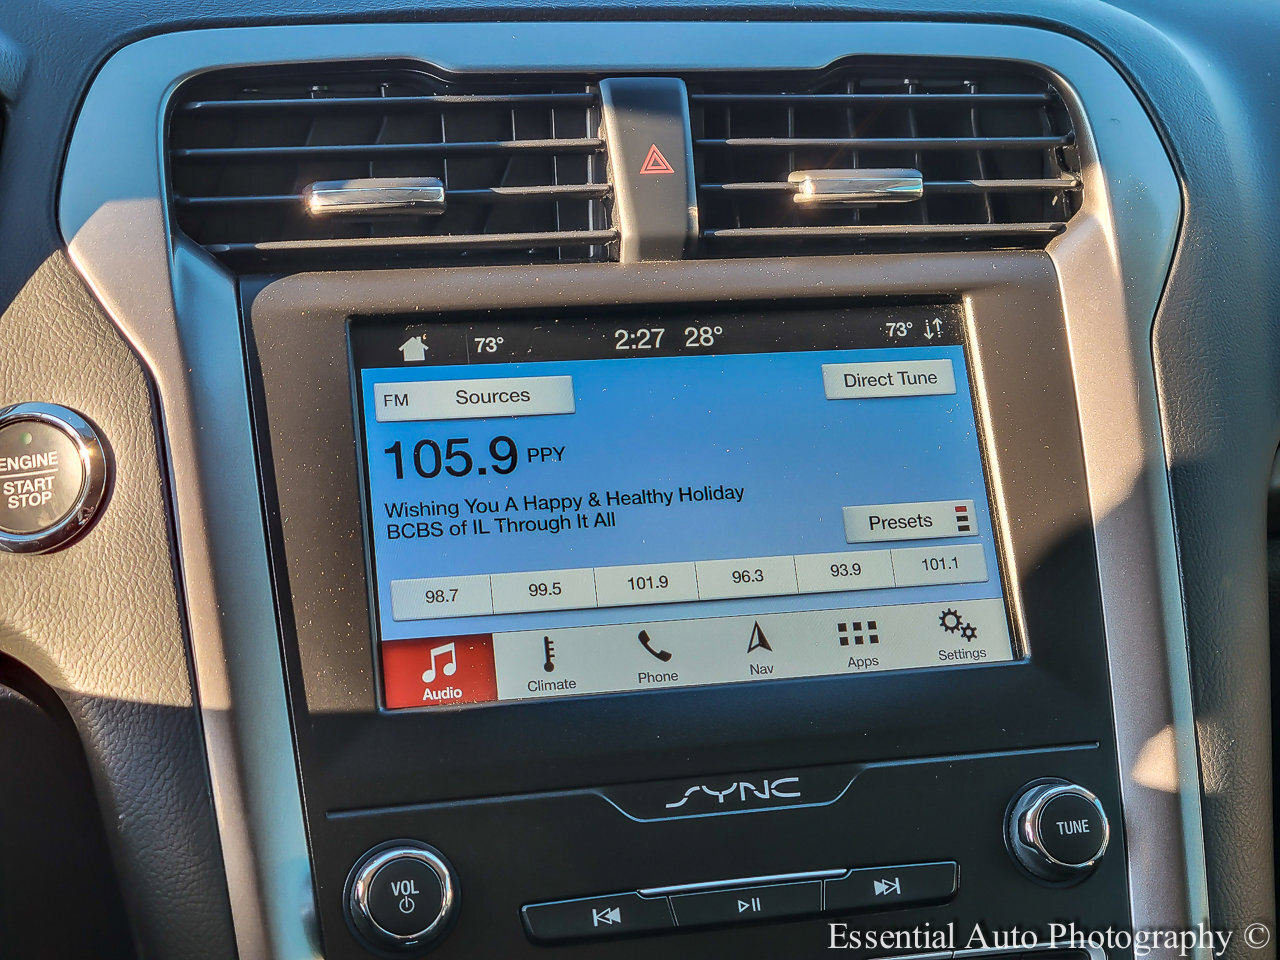 73° 2:27 28° 73°
FM Sources Direct Tune
105.9 PPY
Wishing You A Happy & Healthy Holiday
BCBS of IL Through It All
Presets
98.7 99.5 101.9 96.3 93.9 101.1
Audio Climate Phone Nav Apps Settings
ENGINE
START
STOP
SYNC
VOL
TUNE
Essential Auto Photography ©